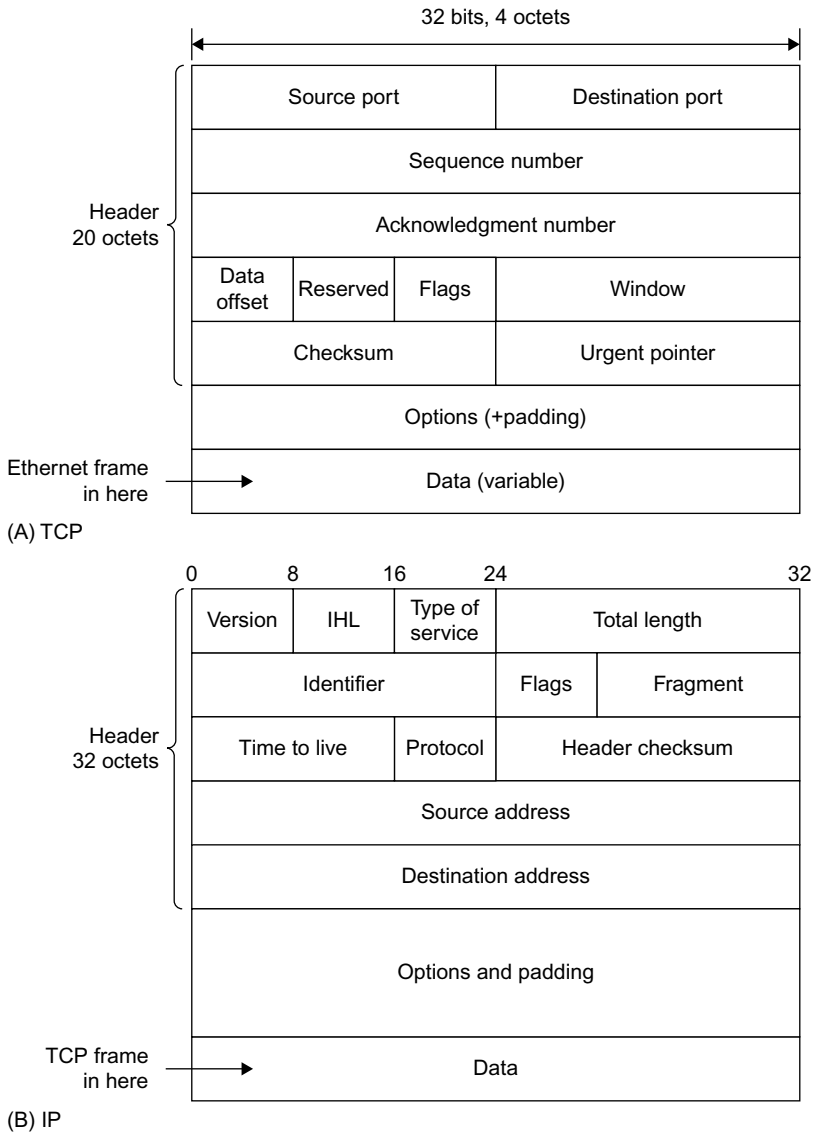 32 bits, 4 octets
Source port
Destination port
Sequence number
Header
20 octets
Acknowledgment number
Data
offset
Reserved
Flags
Window
Checksum
Urgent pointer
Options (+padding)
Ethernet frame
in here
Data (variable)
(A) TCP
0 8 16 24 32
Version
IHL
Type of
service
Total length
Identifier
Flags
Fragment
Header
32 octets
Time to live
Protocol
Header checksum
Source address
Destination address
Options and padding
TCP frame
in here
Data
(B) IP